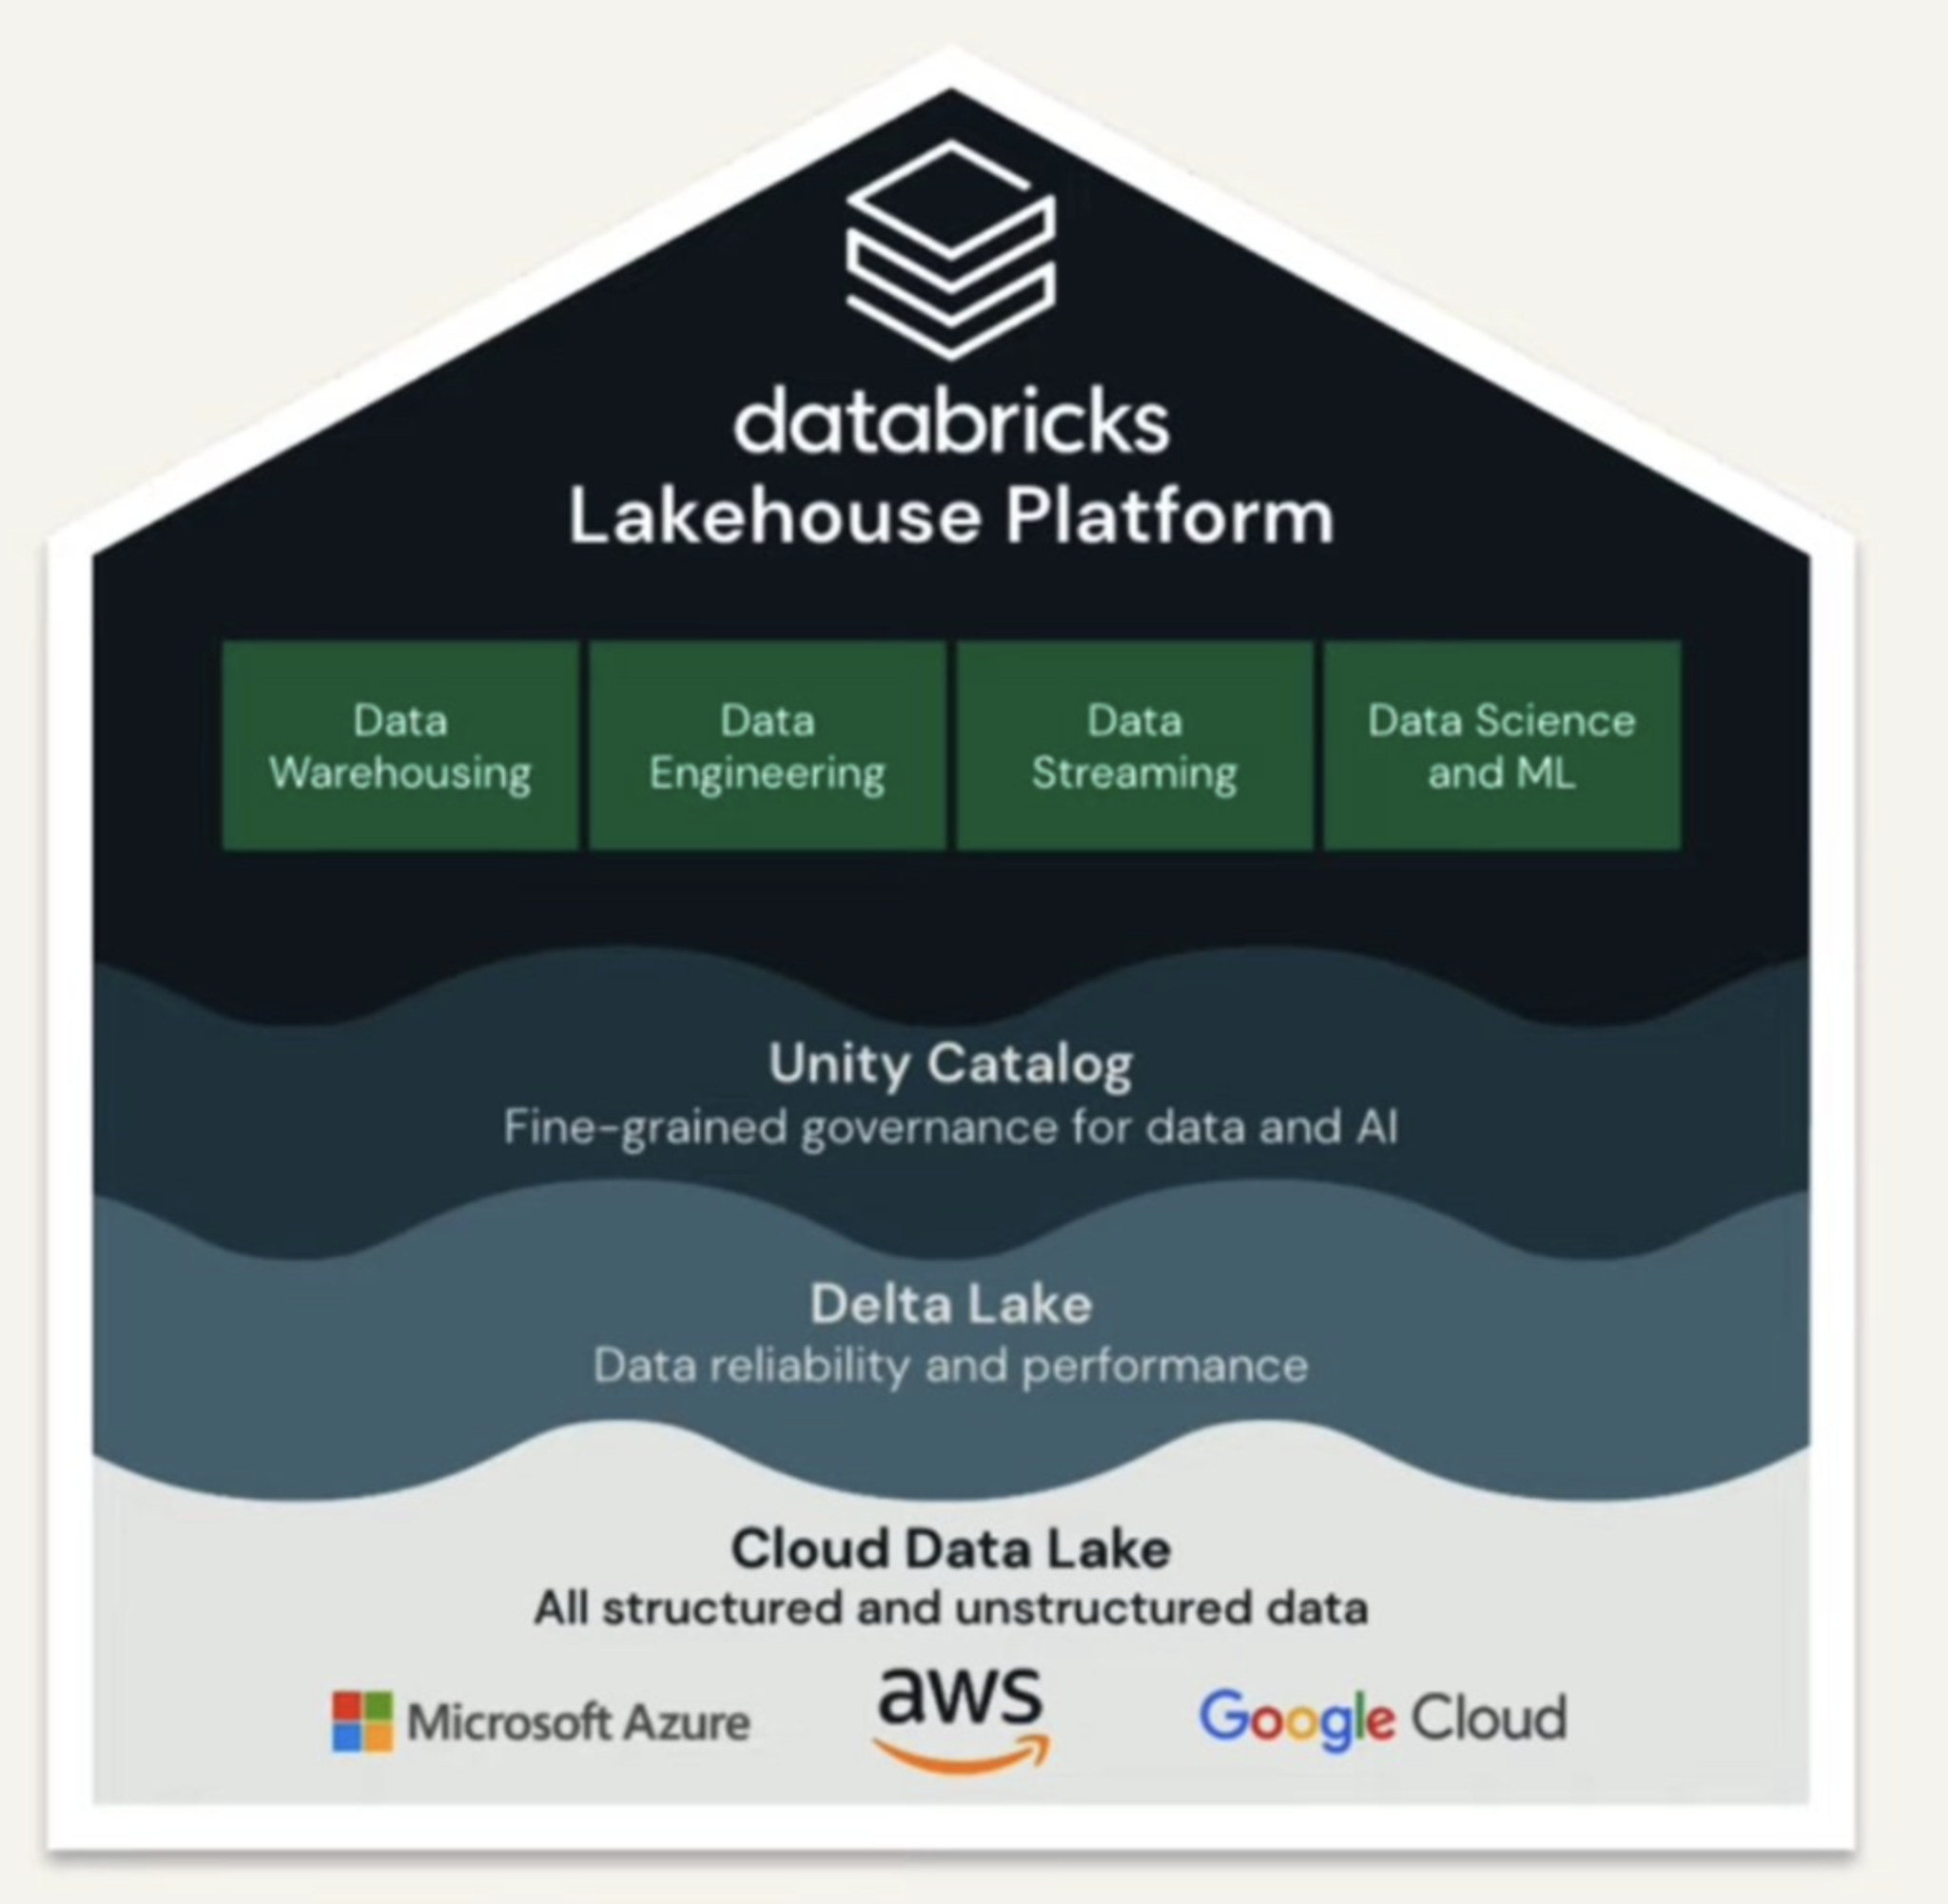 databricks
Lakehouse Platform
Data
Warehousing
Data
Engineering
Data
Streaming
Data Science
and ML
Unity Catalog
Fine-grained governance for data and AI
Delta Lake
Data reliability and performance
Cloud Data Lake
All structured and unstructured data
Microsoft Azure
aws
Google Cloud